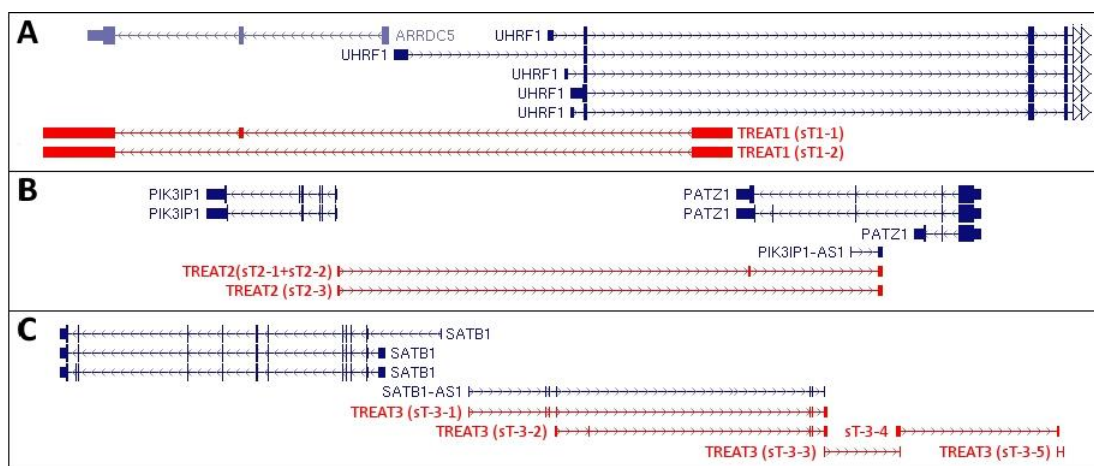 A
ARRDC5 UHRF1
UHRF1
UHRF1
UHRF1
UHRF1
TREAT1 (sT1-1)
TREAT1 (sT1-2)
B
PIK3IP1 PATZ1
PIK3IP1 PATZ1
PATZ1
PIK3IP1-AS1
TREAT2(sT2-1+sT2-2)
TREAT2 (sT2-3)
C
SATB1
SATB1
SATB1
SATB1-AS1
TREAT3 (sT-3-1)
TREAT3 (sT-3-2) sT-3-4
TREAT3 (sT-3-3) TREAT3 (sT-3-5)